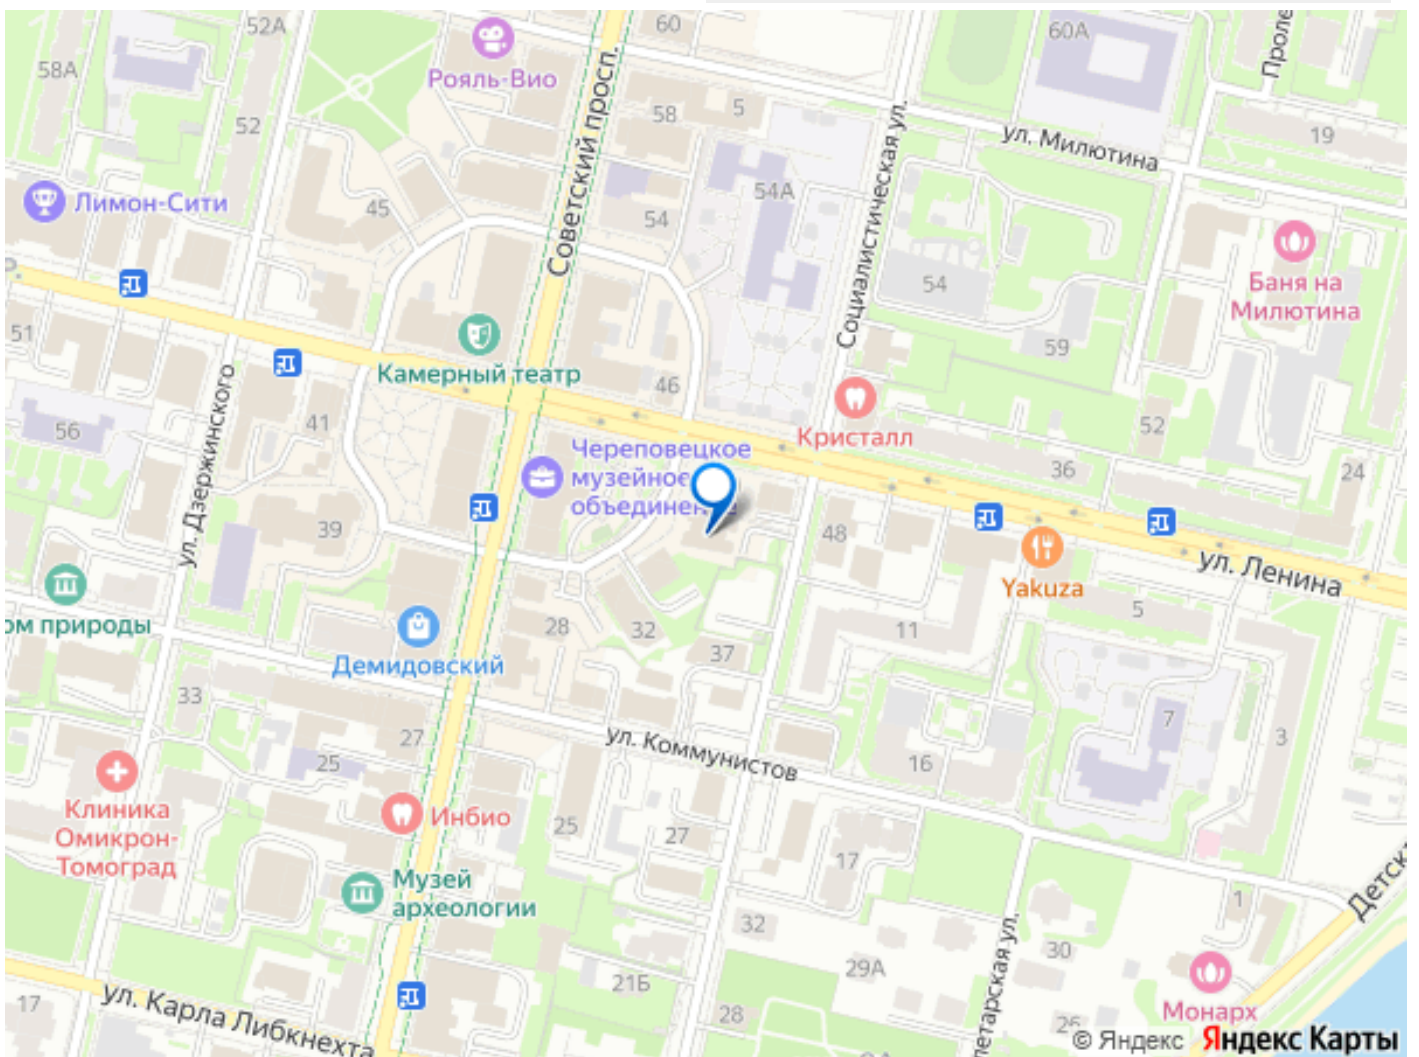 52А
60
60А
Проле
58А
Рояль-Вио
Советский просп.
58
5
52
ул. Милютина
19
Социалистическая ул.
54А
Лимон-Сити
45
54
Баня на
Милютина
54
51
Камерный театр
59
46
ул. Дзержинского
56
41
Кристалл
52
Череповецкое
музейное
объединение
36
24
39
48
ул. Ленина
Yakuza
ом природы
28
32
11
5
Демидовский
37
33
27
25
ул. Коммунистов
16
7
3
Клиника
Омикрон-
Томоград
Инбио
25
27
17
Музей
археологии
Детск
1
32
30
29А
летарская ул.
21Б
Монарх
17
ул. Карла Либкнехта
28
26
© Яндекс Яндекс Карты